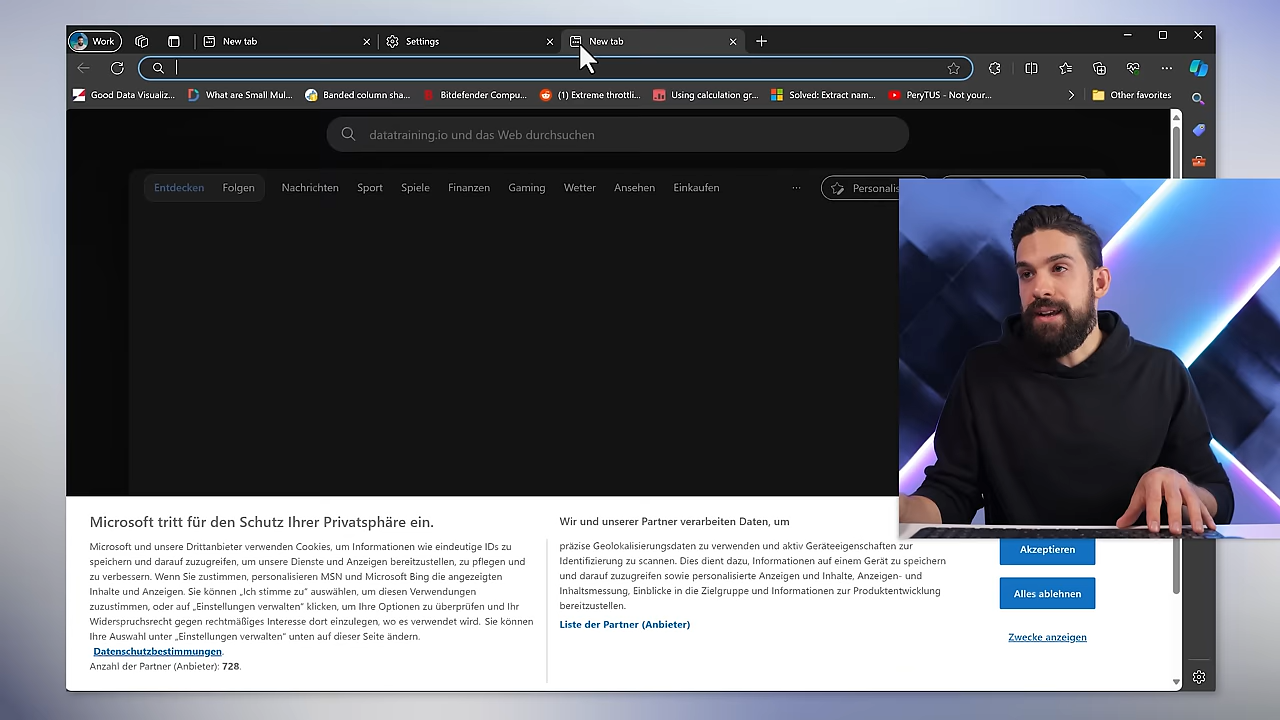 Work
New tab
Settings
New tab
Good Data Visualiz...
What are Small Mul...
Banded column sha...
Bitdefender Compu...
(1) Extreme throttli...
Using calculation gr...
Solved: Extract nam...
PeryTUS - Not your...
Other favorites
datatraining.io und das Web durchsuchen
Entdecken
Folgen
Nachrichten
Sport
Spiele
Finanzen
Gaming
Wetter
Ansehen
Einkaufen
Personalis
Microsoft tritt für den Schutz Ihrer Privatsphäre ein.
Microsoft und unsere Drittanbieter verwenden Cookies, um Informationen wie eindeutige IDs zu
speichern und darauf zuzugreifen, um unsere Dienste und Anzeigen bereitzustellen, zu pflegen und
zu verbessern. Wenn Sie zustimmen, personalisieren MSN und Microsoft Bing die angezeigten
Inhalte und Anzeigen. Sie können „Ich stimme zu" auswählen, um diesen Verwendungen
zuzustimmen, oder auf „Einstellungen verwalten" klicken, um Ihre Optionen zu überprüfen und Ihr
Widerspruchsrecht gegen rechtmäßiges Interesse dort einzulegen, wo es verwendet wird. Sie können
Ihre Auswahl unter „Einstellungen verwalten" unten auf dieser Seite ändern.
Datenschutzbestimmungen.
Anzahl der Partner (Anbieter): 728.
Wir und unserer Partner verarbeiten Daten, um
präzise Geolokalisierungsdaten zu verwenden und aktiv Geräteeigenschaften zur
Identifizierung zu scannen. Dies dient dazu, Informationen auf einem Gerät zu speichern
und darauf zuzugreifen sowie personalisierte Anzeigen und Inhalte, Anzeigen- und
Inhaltsmessung, Einblicke in die Zielgruppe und Informationen zur Produktentwicklung
bereitzustellen.
Liste der Partner (Anbieter)
Akzeptieren
Alles ablehnen
Zwecke anzeigen